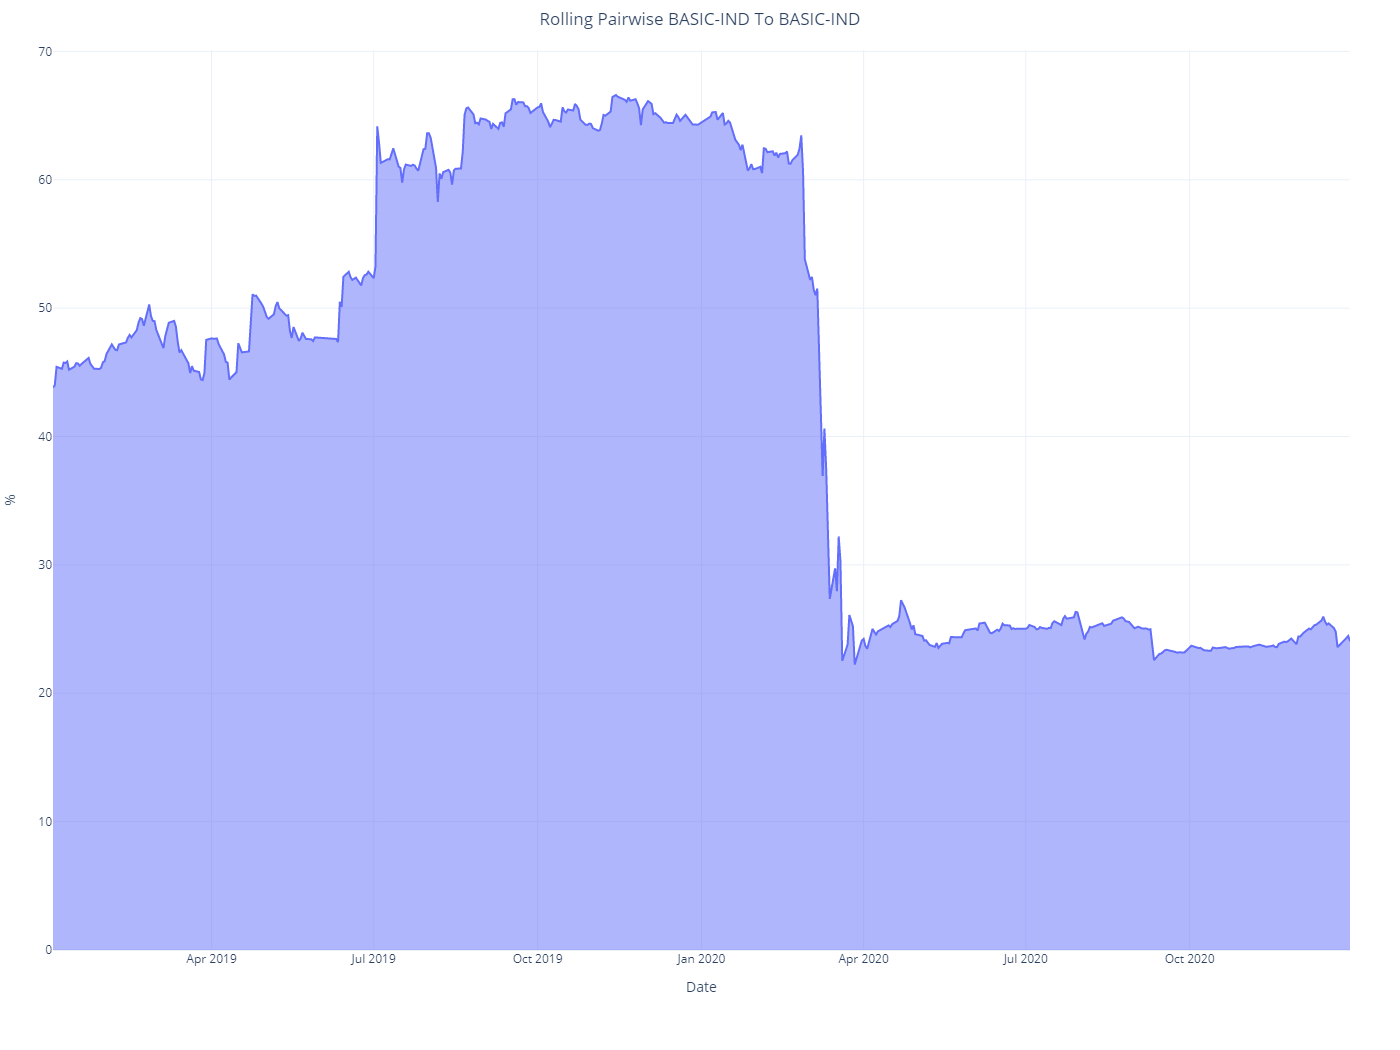 Rolling Pairwise BASIC-IND To BASIC-IND
70
60
50
40
30
20
10
0
%
Apr 2019
Jul 2019
Oct 2019
Jan 2020
Apr 2020
Jul 2020
Oct 2020
Date